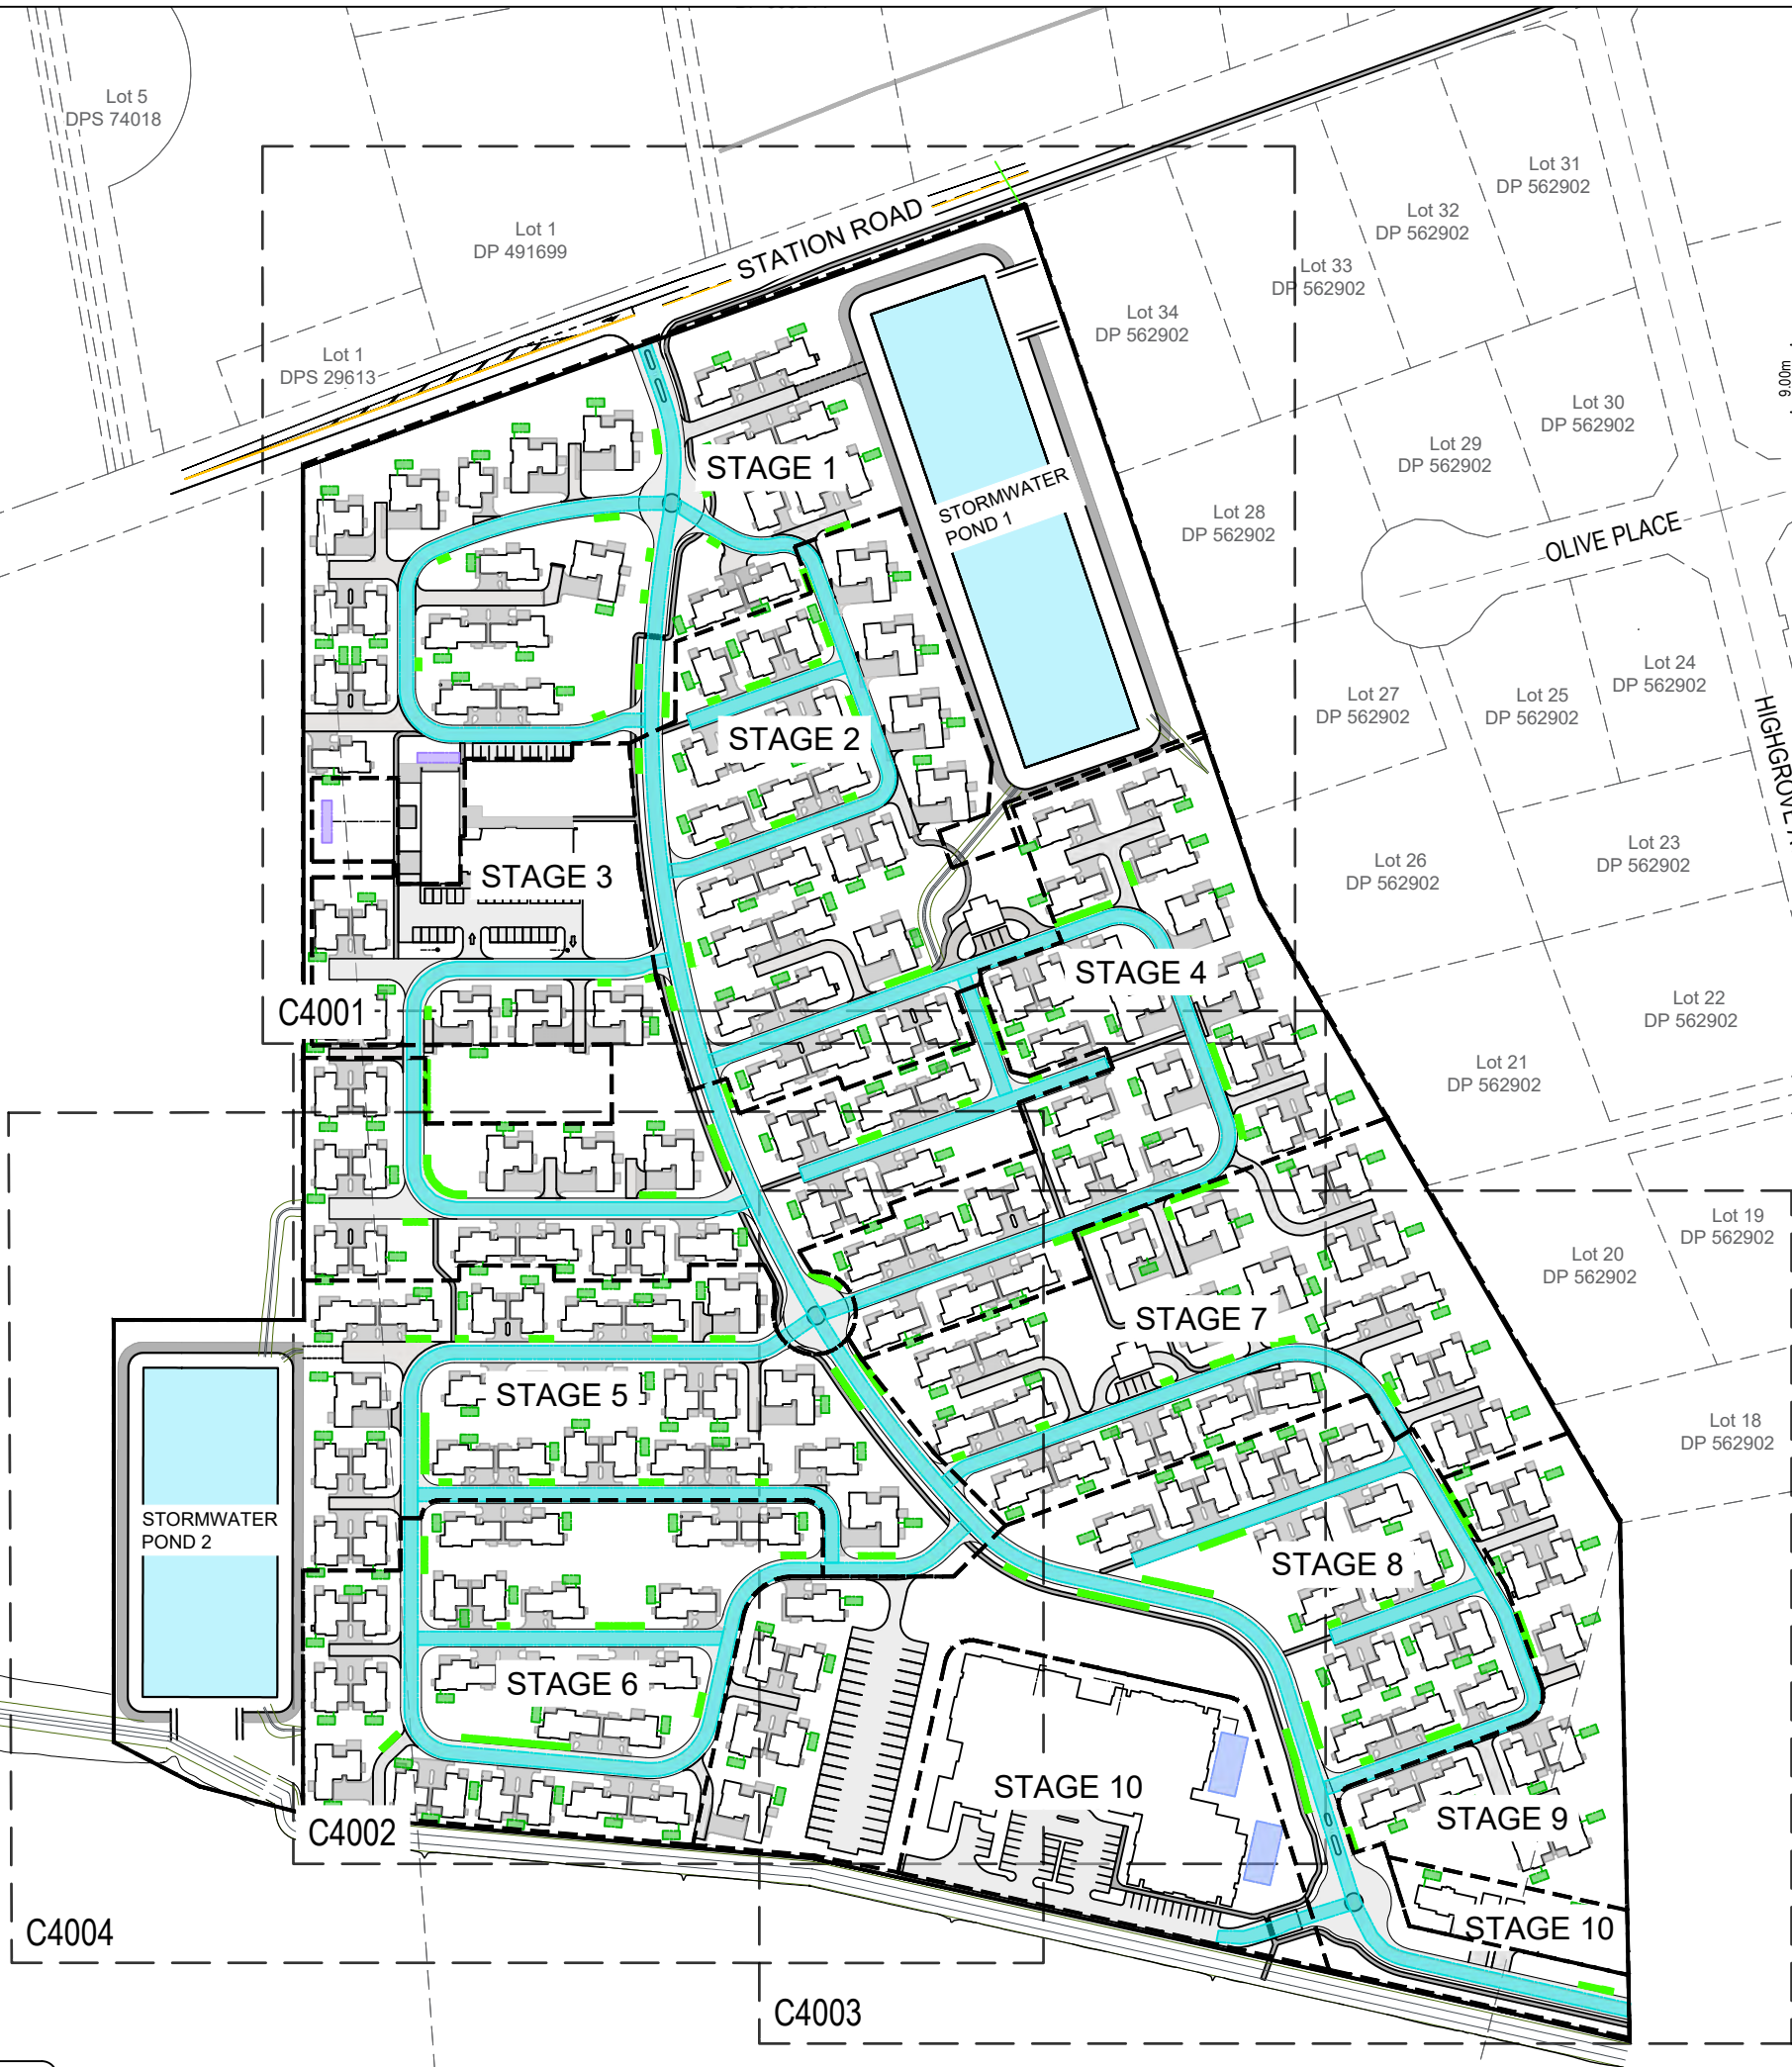 Lot 5
DPS 74018
Lot 31
DP 562902
Lot 32
DP 562902
Lot 1
DP 491699
STATION ROAD
Lot 33
DP 562902
Lot 34
DP 562902
Lot 1
DPS 29613
9.00m
Lot 30
DP 562902
Lot 29
DP 562902
STAGE 1
STORMWATER
POND 1
Lot 28
DP 562902
OLIVE PLACE
Lot 24
DP 562902
Lot 27
DP 562902
Lot 25
DP 562902
STAGE 2
Lot 23
DP 562902
Lot 26
DP 562902
STAGE 3
STAGE 4
C4001
Lot 22
DP 562902
Lot 21
DP 562902
Lot 19
DP 562902
Lot 20
DP 562902
STAGE 7
STAGE 5
Lot 18
DP 562902
STORMWATER
POND 2
STAGE 8
STAGE 6
STAGE 10
STAGE 9
C4002
C4004
STAGE 10
C4003